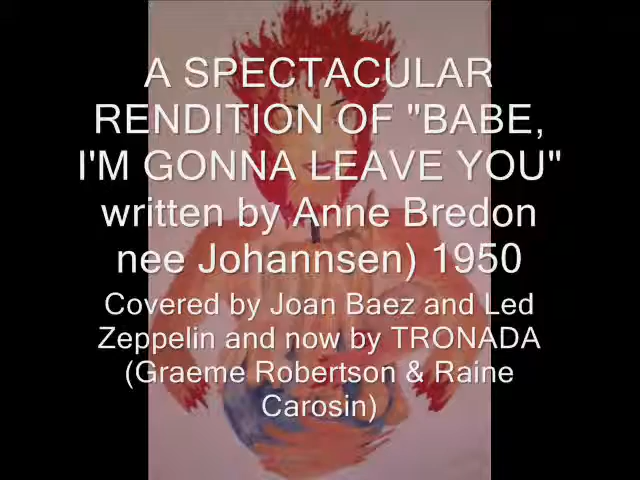 A SPECTACULAR
RENDITION OF "BABE,
I'M GONNA LEAVE YOU"
written by Anne Bredon
nee Johannsen) 1950
Covered by Joan Baez and Led
Zeppelin and now by TRONADA
(Graeme Robertson & Raine
Carosin)